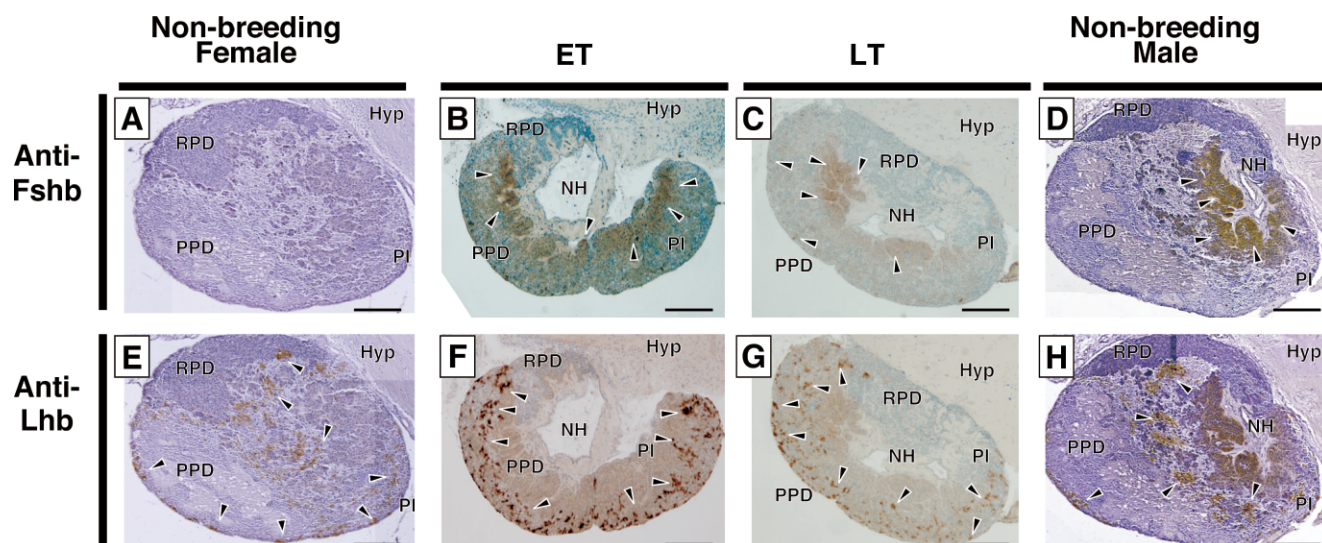 Non-breeding
Female
ET
LT
Non-breeding
Male
Anti-
Fshb
A
Hyp
RPD
PPD
PI
B
Hyp
RPD
NH
PPD
PI
C
Hyp
RPD
NH
PI
PPD
D
RPD
Hyp
NH
PPD
PI
Anti-
Lhb
E
Hyp
RPD
PPD
PI
F
Hyp
RPD
NH
PI
PPD
G
Hyp
RPD
NH
PI
PPD
H
RPD
Hyp
NH
PPD
PI